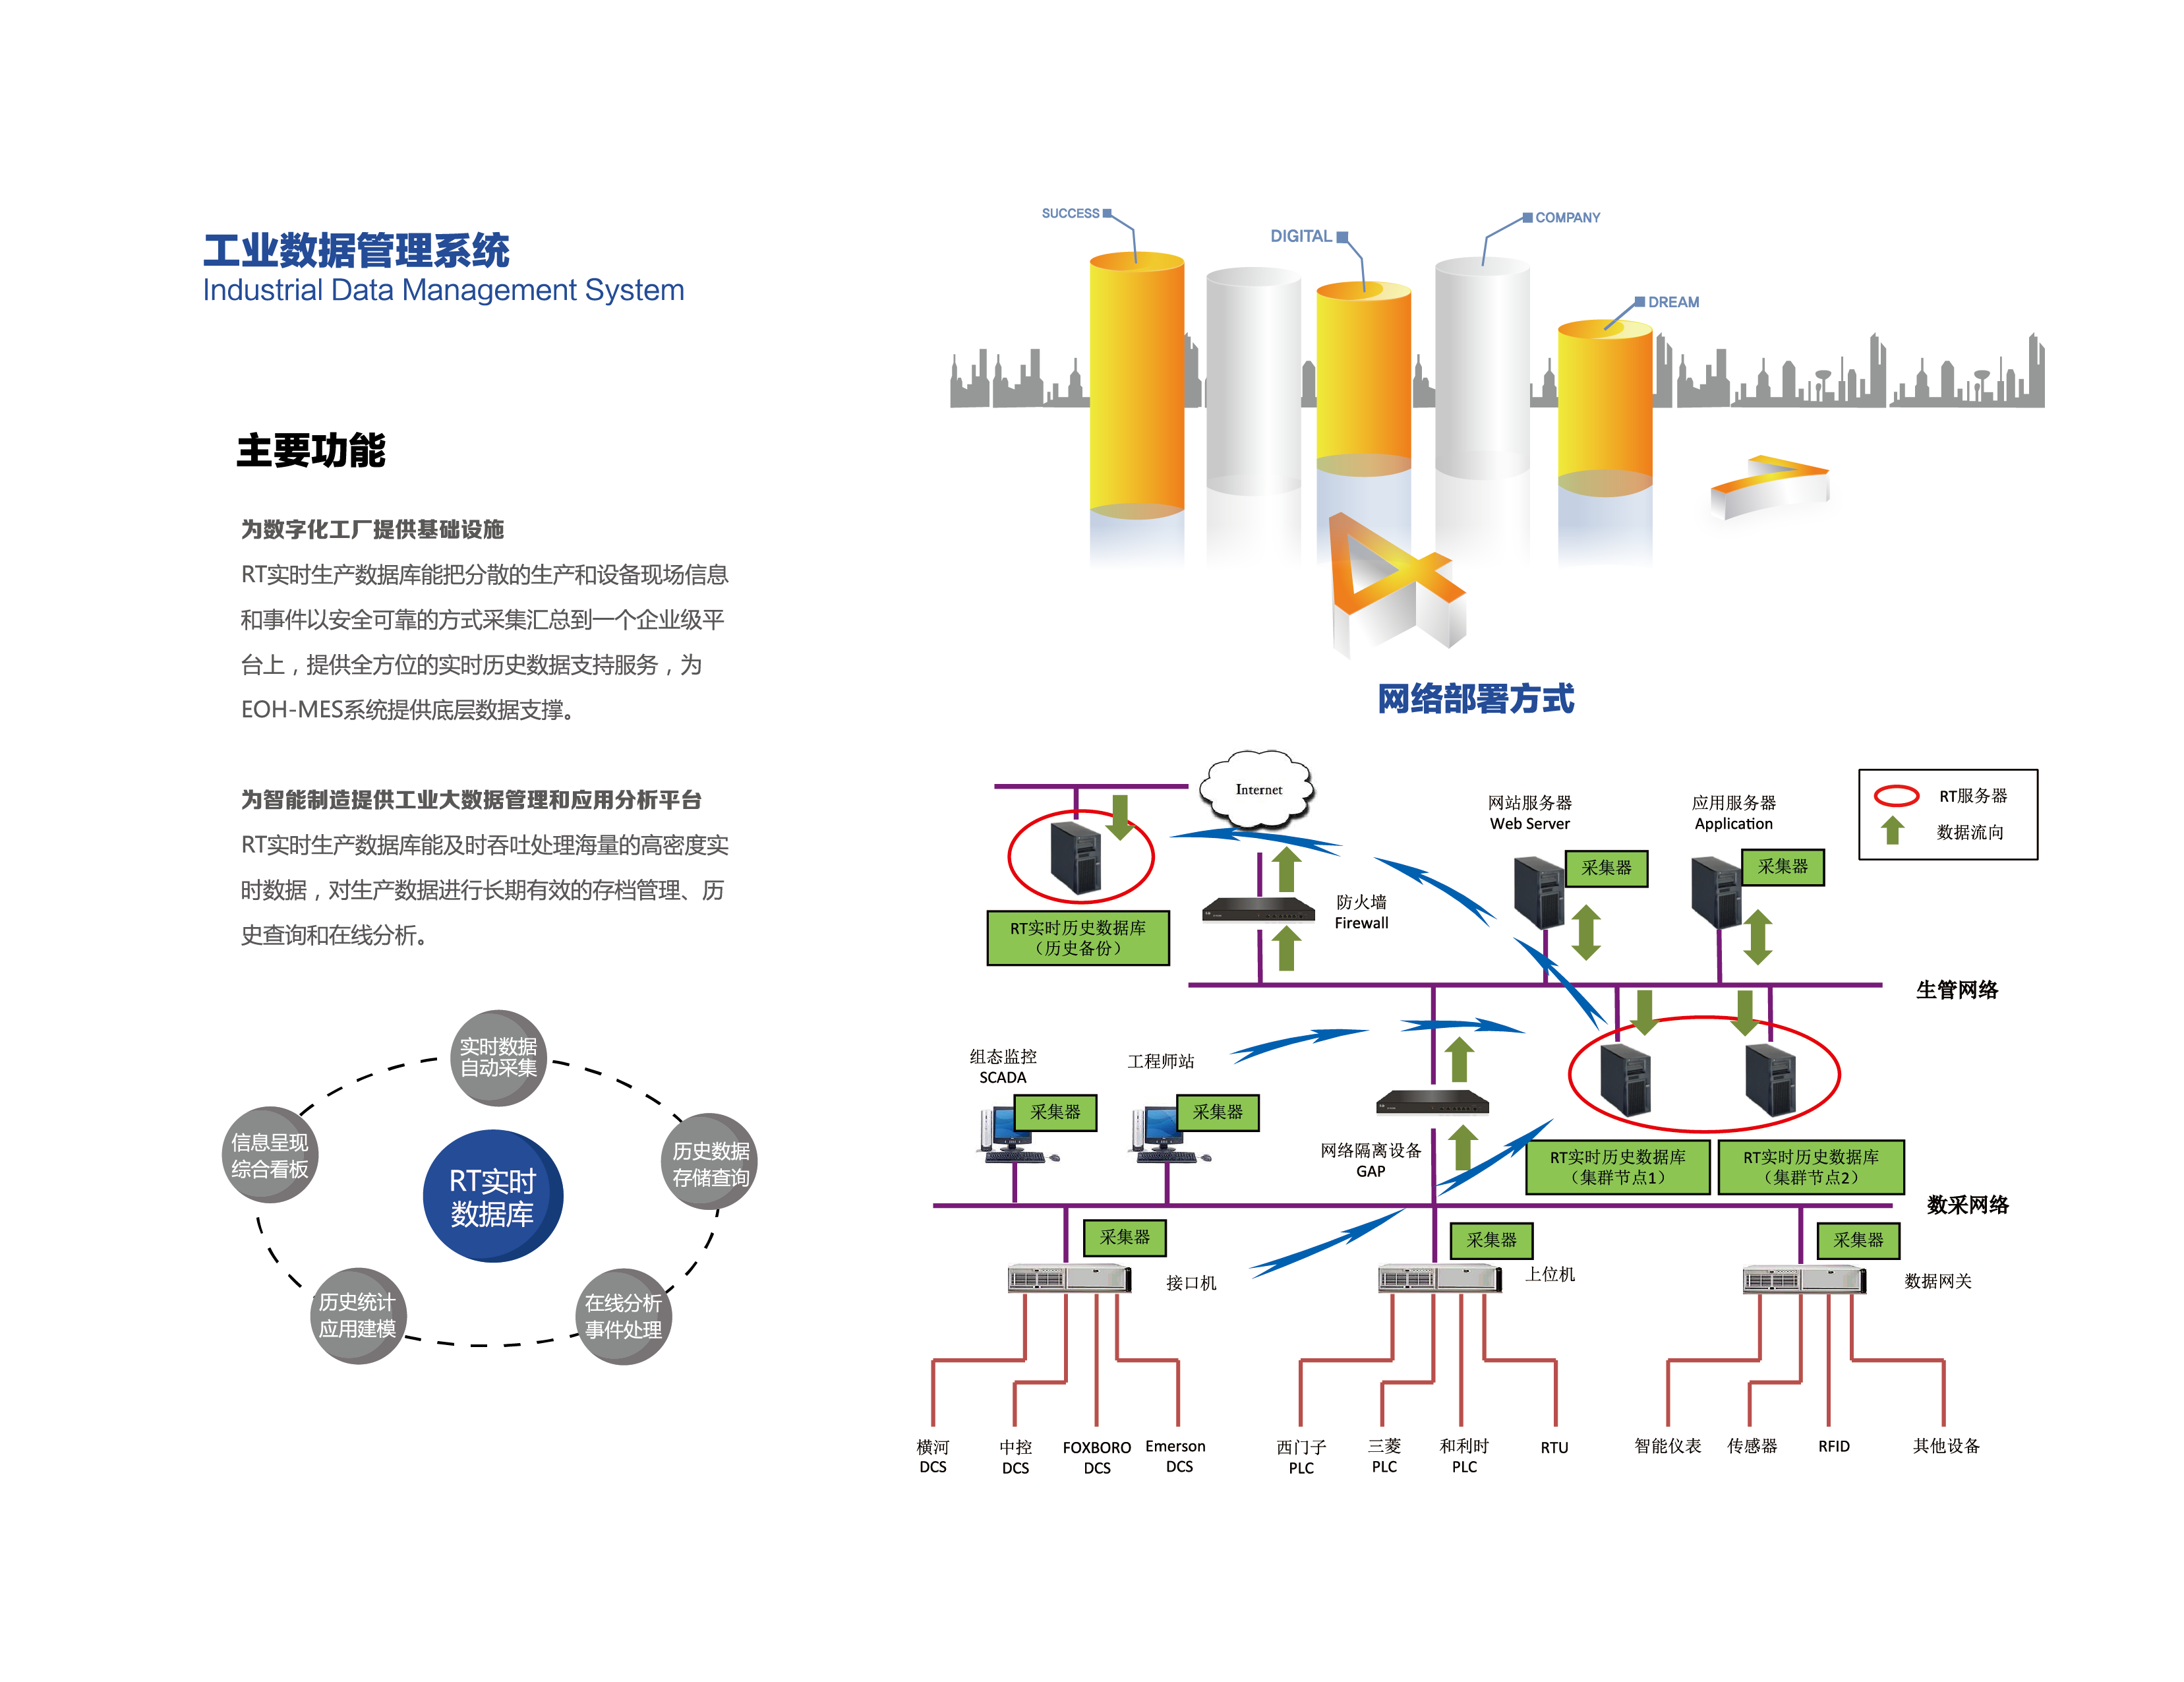 工业数据管理系统
Industrial Data Management System
主要功能
为数字化工厂提供基础设施
RT实时生产数据库能把分散的生产和设备现场信息
和事件以安全可靠的方式采集汇总到一个企业级平
台上，提供全方位的实时历史数据支持服务，为
EOH-MES系统提供底层数据支撑。
为智能制造提供工业大数据管理和应用分析平台
RT实时生产数据库能及时吞吐处理海量的高密度实
时数据，对生产数据进行长期有效的存档管理、历
史查询和在线分析。
实时数据
自动采集
信息呈现
综合看板
历史数据
存储查询
RT实时
数据库
历史统计
应用建模
在线分析
事件处理
SUCCESS
DIGITAL
COMPANY
DREAM
网络部署方式
Internet
网站服务器
Web Server
应用服务器
Application
RT服务器
数据流向
采集器
采集器
防火墙
Firewall
RT实时历史数据库
（历史备份）
生管网络
组态监控
SCADA
工程师站
采集器
采集器
网络隔离设备
GAP
RT实时历史数据库
（集群节点1）
RT实时历史数据库
（集群节点2）
数采网络
采集器
采集器
采集器
接口机
上位机
数据网关
横河
DCS
中控
DCS
FOXBORO
DCS
Emerson
DCS
西门子
PLC
三菱
PLC
和利时
PLC
RTU
智能仪表
传感器
RFID
其他设备